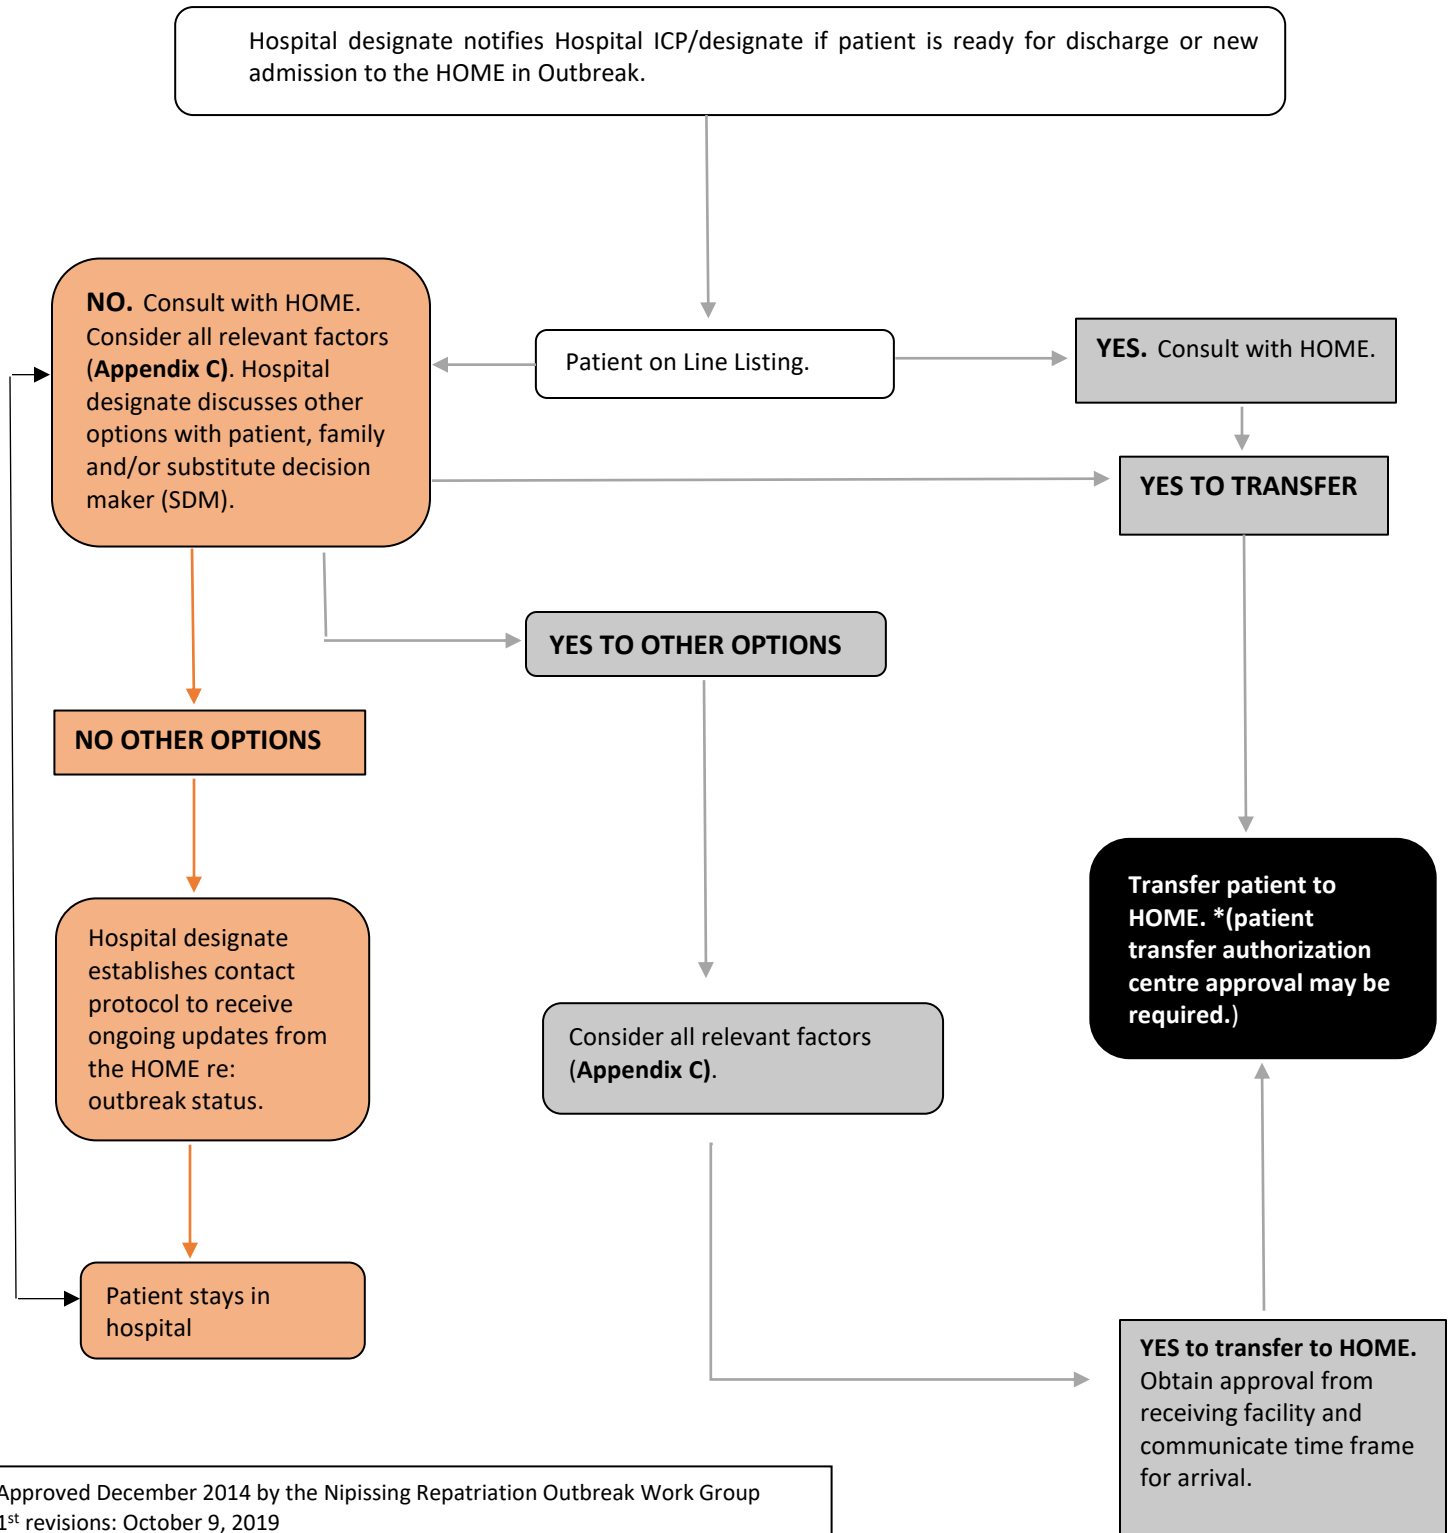 Hospital designate notifies Hospital ICP/designate if patient is ready for discharge or new
admission to the HOME in Outbreak.
NO. Consult with HOME.
Consider all relevant factors
(Appendix C). Hospital
designate discusses other
options with patient, family
and/or substitute decision
maker (SDM).
Patient on Line Listing.
YES. Consult with HOME.
YES TO TRANSFER
YES TO OTHER OPTIONS
NO OTHER OPTIONS
Transfer patient to
HOME. *(patient
transfer authorization
centre approval may be
required.)
Hospital designate
establishes contact
protocol to receive
ongoing updates from
the HOME re:
outbreak status.
Consider all relevant factors
(Appendix C).
Patient stays in
hospital
YES to transfer to HOME.
Obtain approval from
receiving facility and
communicate time frame
for arrival.
Approved December 2014 by the Nipissing Repatriation Outbreak Work Group
1st revisions: October 9, 2019